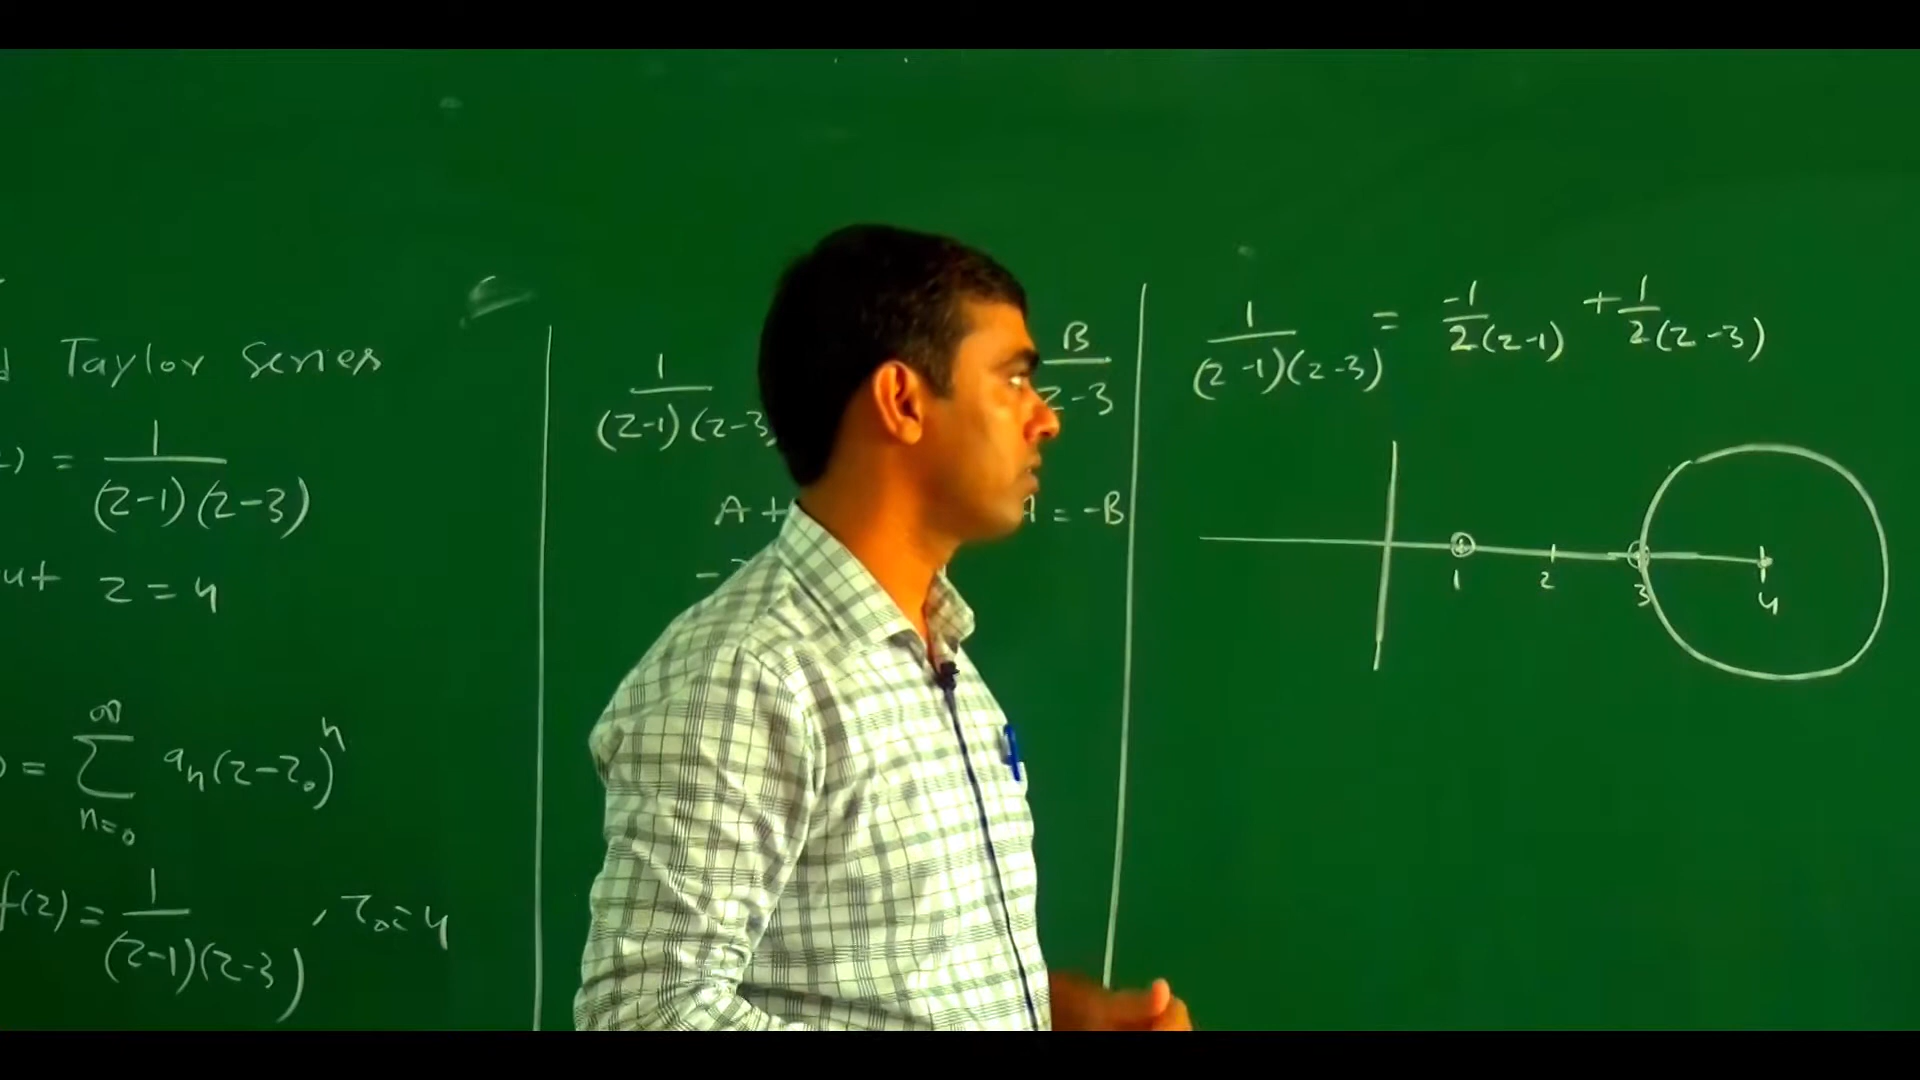 Taylor Series
= 1/((z-1)(z-3))
z = 4
= ∑_{n=0}^{∞} a_n(z-z_0)^n
f(z) = 1/((z-1)(z-3)), z_0=4
1/((z-1)(z-3)
B/(z-3)
A +
= -B
1/((z-1)(z-3)) = -1/(2(z-1)) + 1/(2(z-3))
1 2 3 4